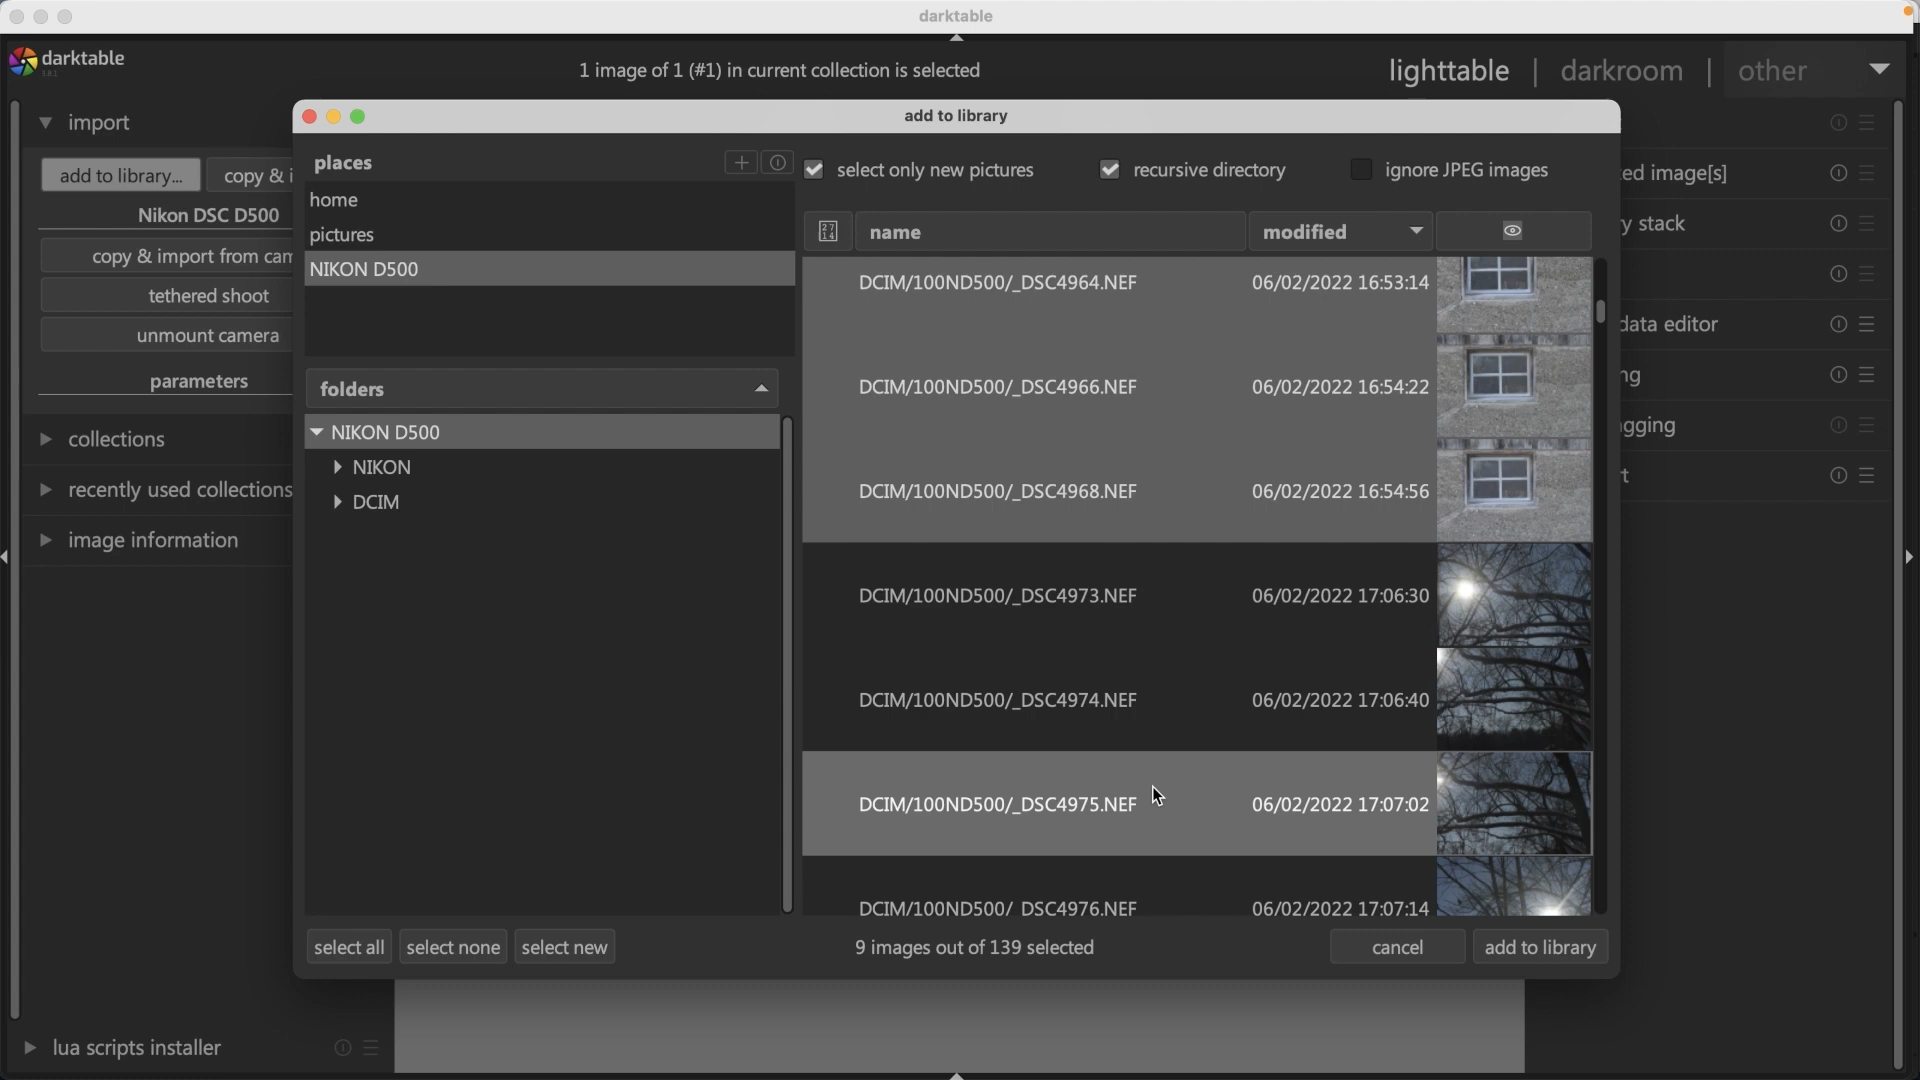 darktable
darktable
1 image of 1 (#1) in current collection is selected
lighttable | darkroom | other
import
add to library...
copy & i
Nikon DSC D500
copy & import from cam
tethered shoot
unmount camera
parameters
collections
recently used collections
image information
lua scripts installer
add to library
places
home
pictures
NIKON D500
folders
NIKON D500
NIKON
DCIM
select only new pictures
recursive directory
ignore JPEG images
name
modified
DCIM/100ND500/_DSC4964.NEF 06/02/2022 16:53:14
DCIM/100ND500/_DSC4966.NEF 06/02/2022 16:54:22
DCIM/100ND500/_DSC4968.NEF 06/02/2022 16:54:56
DCIM/100ND500/_DSC4973.NEF 06/02/2022 17:06:30
DCIM/100ND500/_DSC4974.NEF 06/02/2022 17:06:40
DCIM/100ND500/_DSC4975.NEF 06/02/2022 17:07:02
DCIM/100ND500/_DSC4976.NEF 06/02/2022 17:07:14
select all
select none
select new
9 images out of 139 selected
cancel
add to library
ed image[s]
y stack
data editor
ng
gging
t